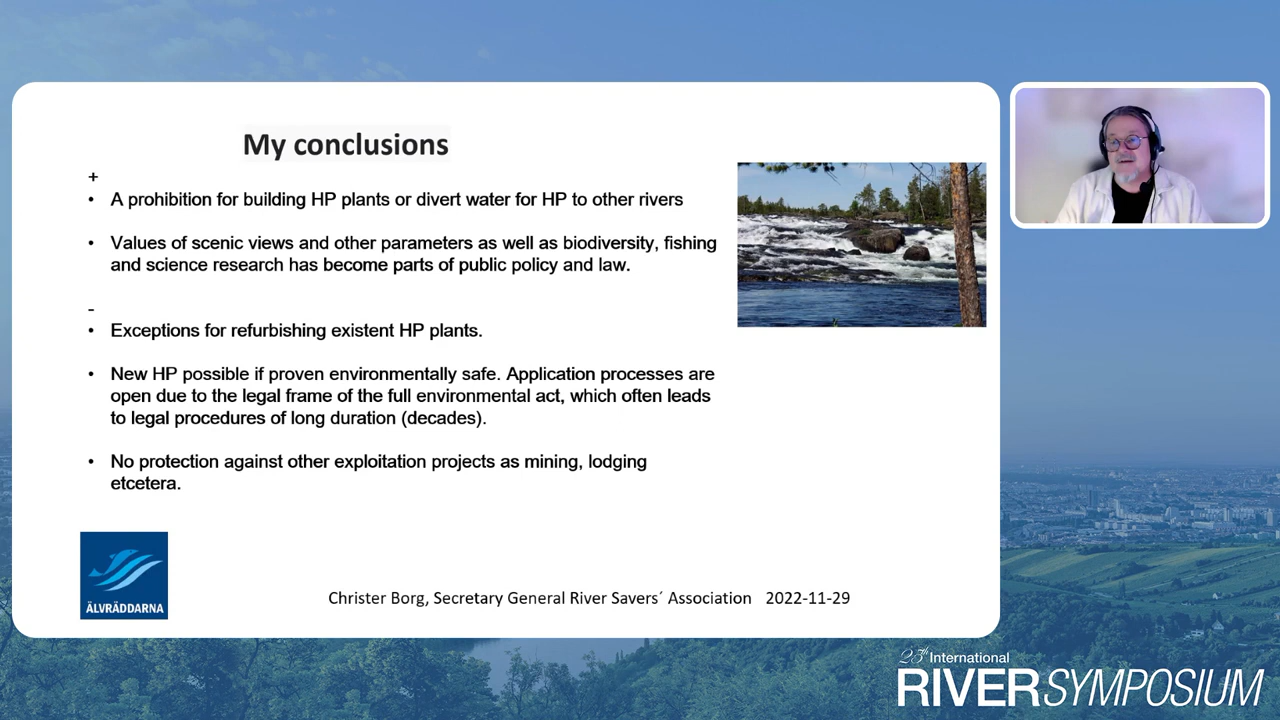 My conclusions
+
• A prohibition for building HP plants or divert water for HP to other rivers
• Values of scenic views and other parameters as well as biodiversity, fishing
and science research has become parts of public policy and law.
-
• Exceptions for refurbishing existent HP plants.
• New HP possible if proven environmentally safe. Application processes are
open due to the legal frame of the full environmental act, which often leads
to legal procedures of long duration (decades).
• No protection against other exploitation projects as mining, lodging
etcetera.
ÄLVRÄDDARNA
Christer Borg, Secretary General River Savers´ Association 2022-11-29
25th International
RIVERSYMPOSIUM